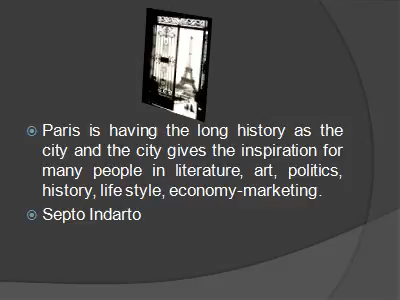 Paris is having the long history as the
city and the city gives the inspiration for
many people in literature, art, politics,
history, life style, economy-marketing.
Septo Indarto